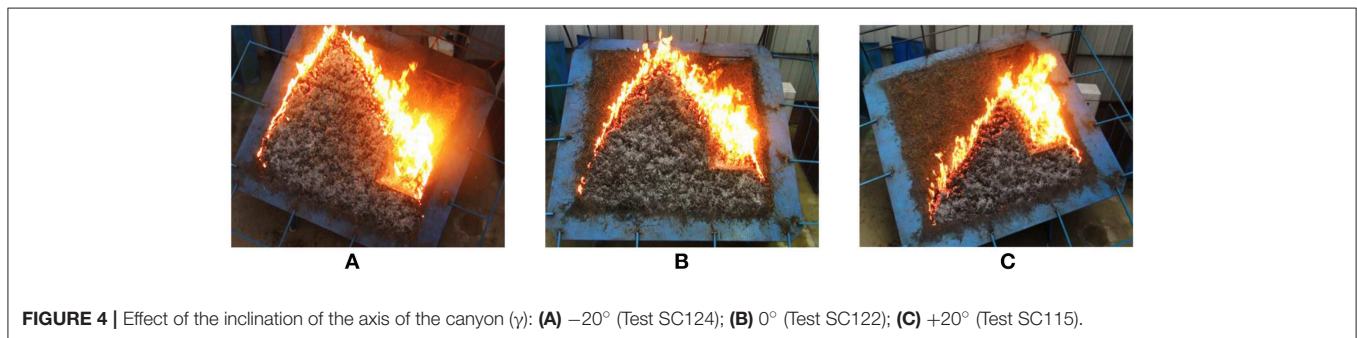 A
B
C
FIGURE 4 | Effect of the inclination of the axis of the canyon (γ): (A) −20° (Test SC124); (B) 0° (Test SC122); (C) +20° (Test SC115).